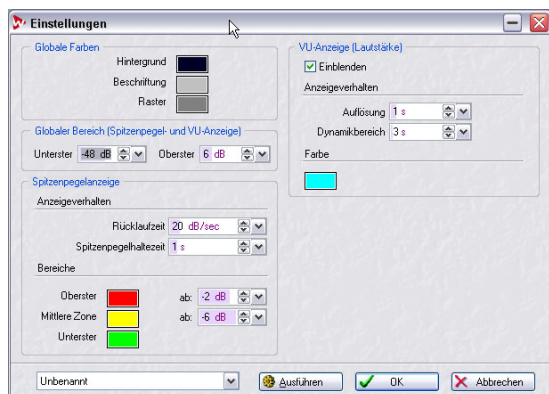 Einstellungen
Globale Farben
Hintergrund
Beschriftung
Raster
Globaler Bereich (Spitzenpegel- und VU-Anzeige)
Unterster -48 dB Oberster 6 dB
Spitzenpegelanzeige
Anzeigeverhalten
Rücklaufzeit 20 dB/sec
Spitzenpegelhaltezeit 1 s
Bereiche
Oberster ab: -2 dB
Mittlere Zone ab: -6 dB
Unterster
VU-Anzeige (Lautstärke)
Einblenden
Anzeigeverhalten
Auflösung 1 s
Dynamikbereich 3 s
Farbe
Unbenannt Ausführen OK Abbrechen